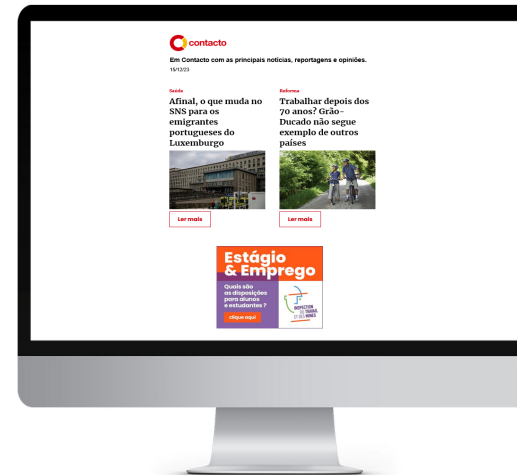 contacto
Em Contacto com as principais notícias, reportagens e opiniões.
15/12/23
Saúde
Afinal, o que muda no
SNS para os
emigrantes
portugueses do
Luxemburgo
Ler mais
Reforma
Trabalhar depois dos
70 anos? Grão-
Ducado não segue
exemplo de outros
países
Ler mais
Estágio
& Emprego
Quais são
as disposições
para alunos
e estudantes ?
clique aqui
INSPECTION
DU TRAVAIL
ET DES MINES